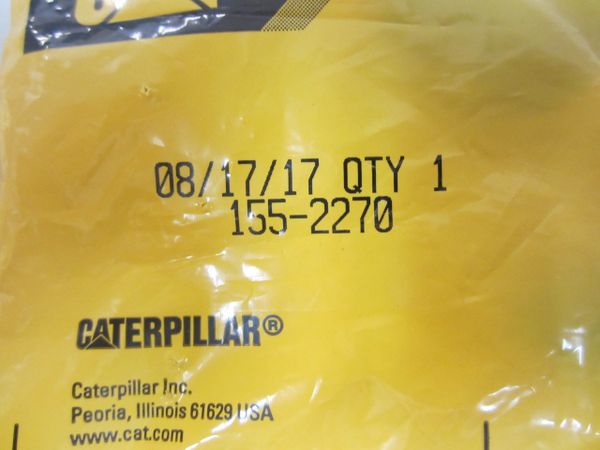 08/17/17 QTY 1
155-2270
CATERPILLAR®
Caterpillar Inc.
Peoria, Illinois 61629 USA
www.cat.com